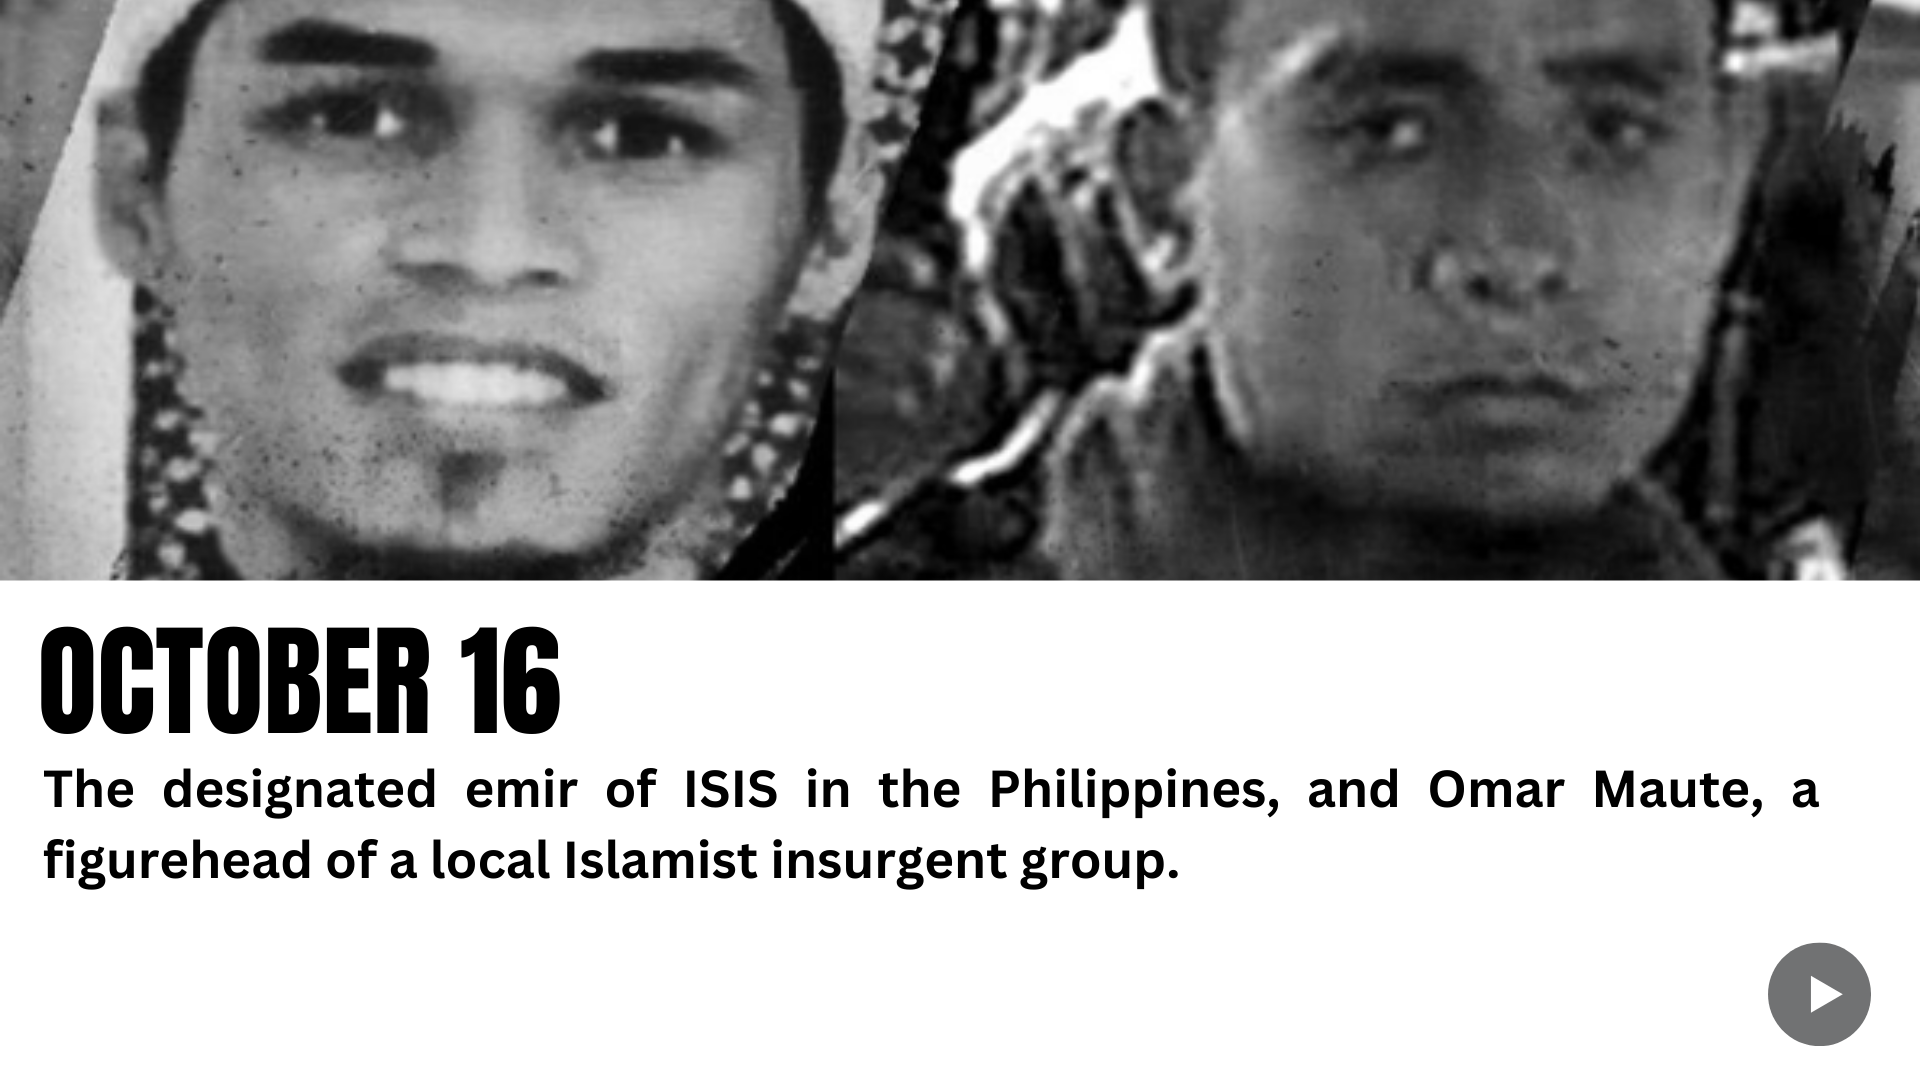 OCTOBER 16
The designated emir of ISIS in the Philippines, and Omar Maute, a
figurehead of a local Islamist insurgent group.